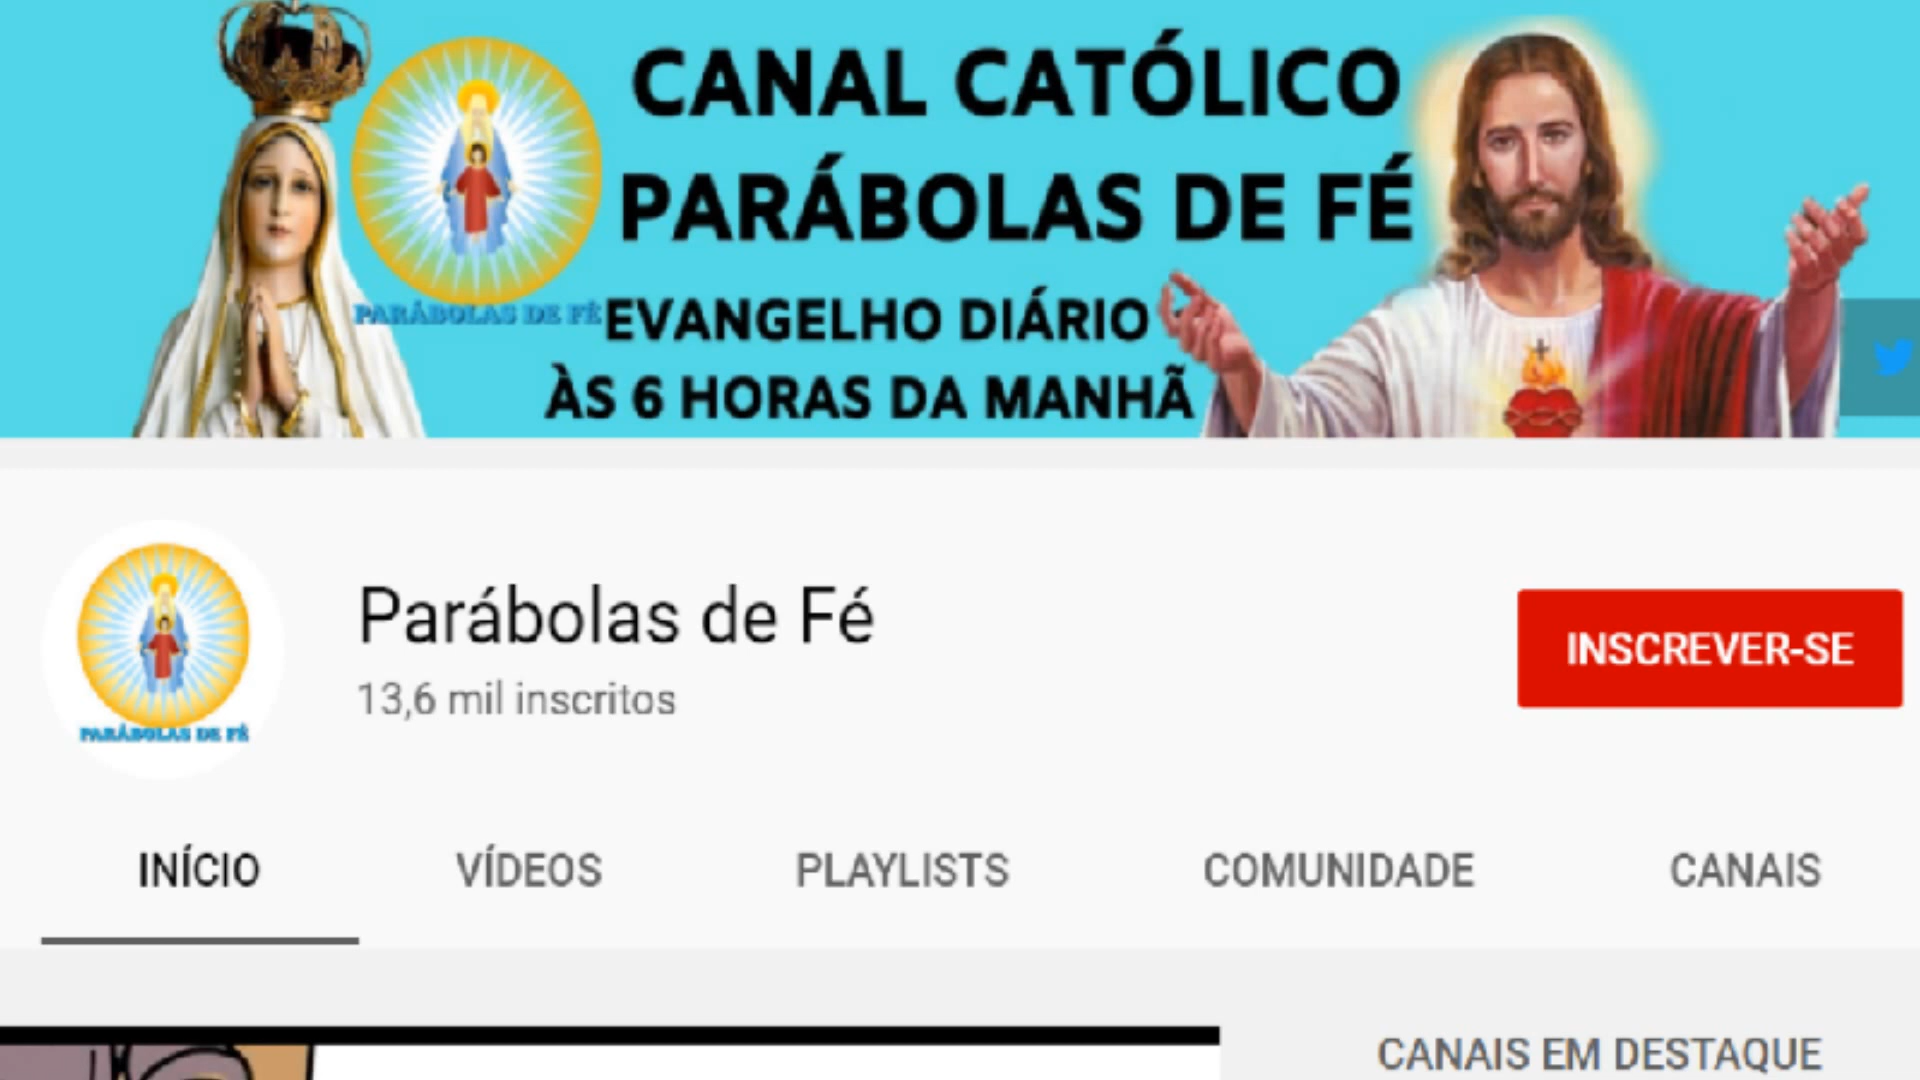 CANAL CATÓLICO
PARÁBOLAS DE FÉ
PARÁBOLAS DE FÉ
EVANGELHO DIÁRIO
ÀS 6 HORAS DA MANHÃ
Parábolas de Fé
13,6 mil inscritos
INSCREVER-SE
PARÁBOLAS DE FÉ
INÍCIO
VÍDEOS
PLAYLISTS
COMUNIDADE
CANAIS
CANAIS EM DESTAQUE